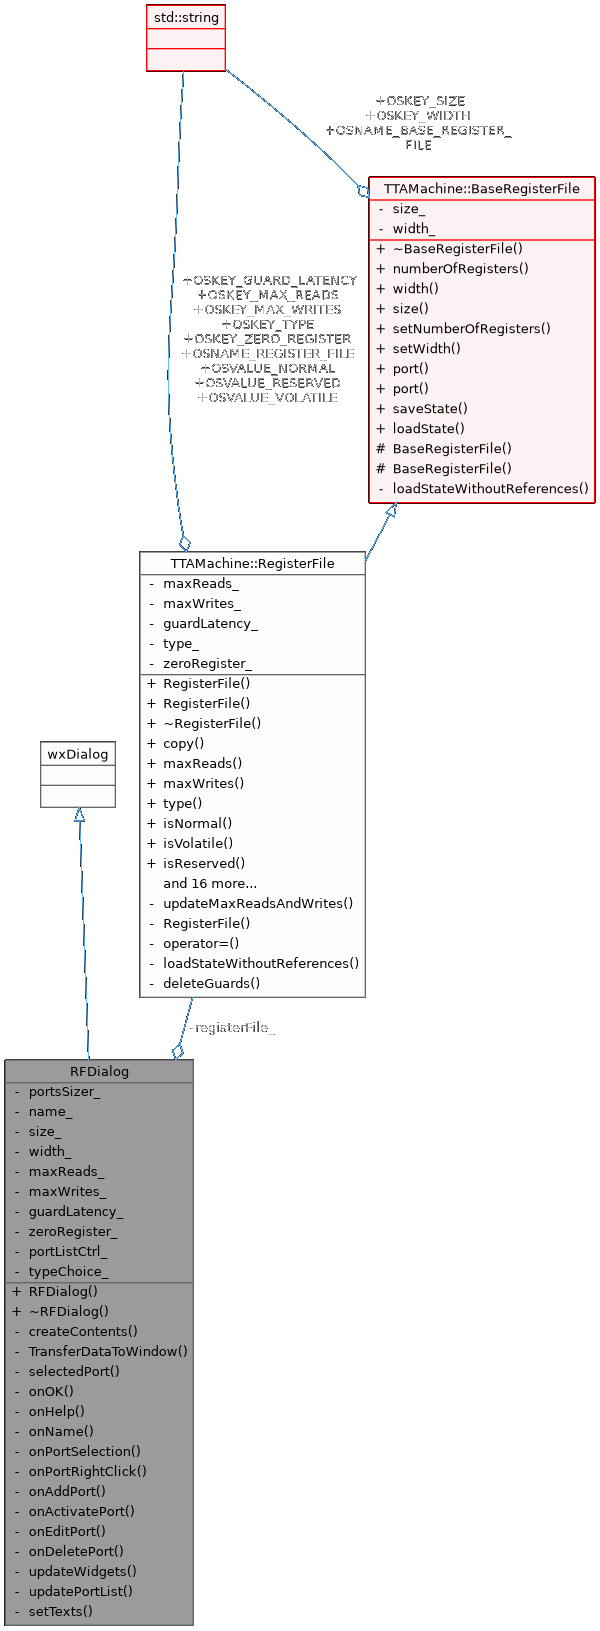 std::string
+OSKEY_SIZE
+OSKEY_WIDTH
+OSNAME_BASE_REGISTER_
FILE
TTAMachine::BaseRegisterFile
- size_
- width_
+ ~BaseRegisterFile()
+ numberOfRegisters()
+ width()
+ size()
+ setNumberOfRegisters()
+ setWidth()
+ port()
+ port()
+ saveState()
+ loadState()
# BaseRegisterFile()
# BaseRegisterFile()
- loadStateWithoutReferences()
+OSKEY_GUARD_LATENCY
+OSKEY_MAX_READS
+OSKEY_MAX_WRITES
+OSKEY_TYPE
+OSKEY_ZERO_REGISTER
+OSNAME_REGISTER_FILE
+OSVALUE_NORMAL
+OSVALUE_RESERVED
+OSVALUE_VOLATILE
TTAMachine::RegisterFile
- maxReads_
- maxWrites_
- guardLatency_
- type_
- zeroRegister_
+ RegisterFile()
+ RegisterFile()
+ ~RegisterFile()
+ copy()
+ maxReads()
+ maxWrites()
+ type()
+ isNormal()
+ isVolatile()
+ isReserved()
and 16 more...
- updateMaxReadsAndWrites()
- RegisterFile()
- operator=()
- loadStateWithoutReferences()
- deleteGuards()
wxDialog
-registerFile_
RFDialog
- portsSizer_
- name_
- size_
- width_
- maxReads_
- maxWrites_
- guardLatency_
- zeroRegister_
- portListCtrl_
- typeChoice_
+ RFDialog()
+ ~RFDialog()
- createContents()
- TransferDataToWindow()
- selectedPort()
- onOK()
- onHelp()
- onName()
- onPortSelection()
- onPortRightClick()
- onAddPort()
- onActivatePort()
- onEditPort()
- onDeletePort()
- updateWidgets()
- updatePortList()
- setTexts()